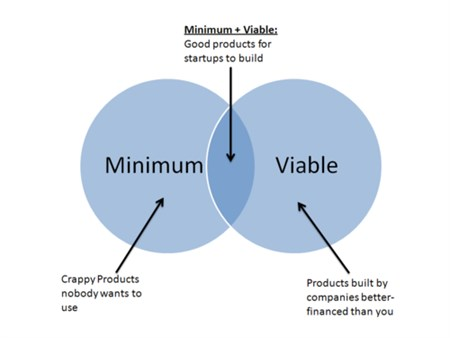 Minimum + Viable:
Good products for
startups to build
Minimum
Viable
Crappy Products
nobody wants to
use
Products built by
companies better-
financed than you